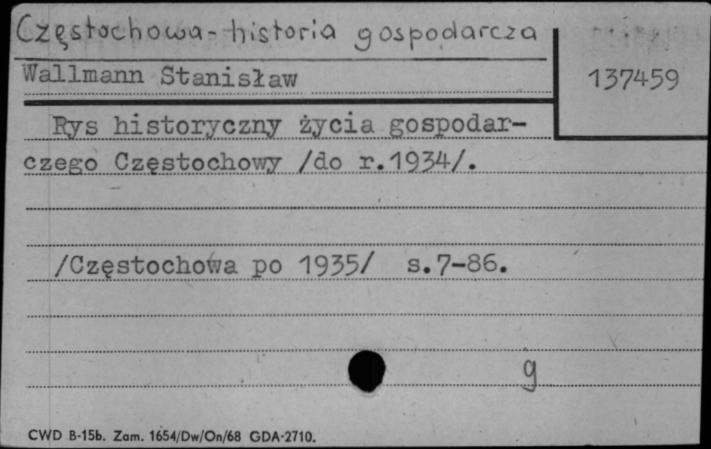 Częstochowa - historia gospodarcza
Wallmann Stanisław
137459
Rys historyczny życia gospodar-
czego Częstochowy /do r.1934/.
/Częstochowa po 1935/ s.7-86.
g
CWD B-15b. Zam. 1654/Dw/On/68 GDA-2710.